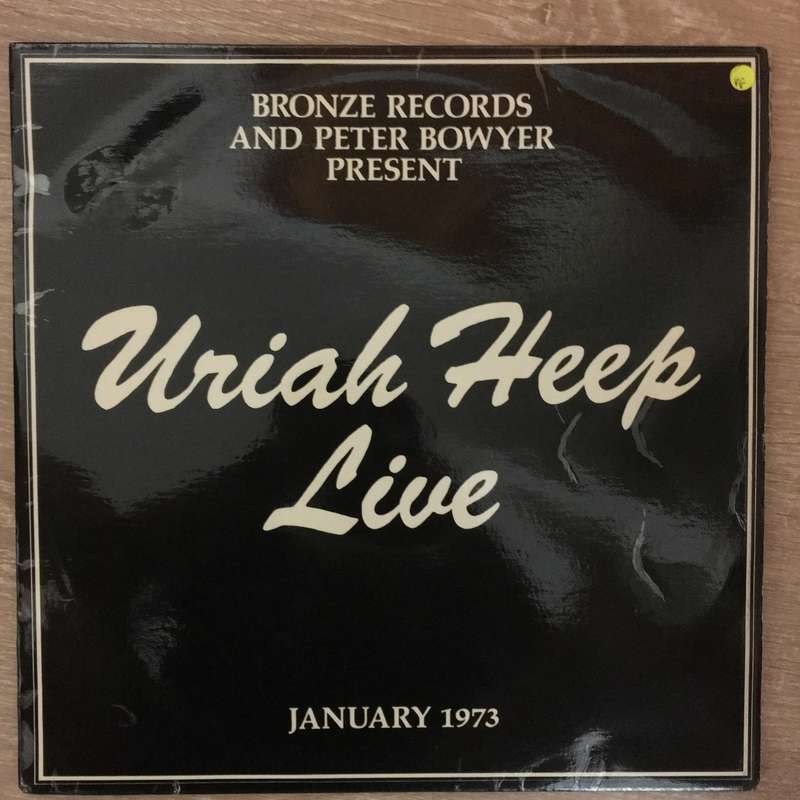 BRONZE RECORDS
AND PETER BOWYER
PRESENT
Uriah Heep
Live
JANUARY 1973